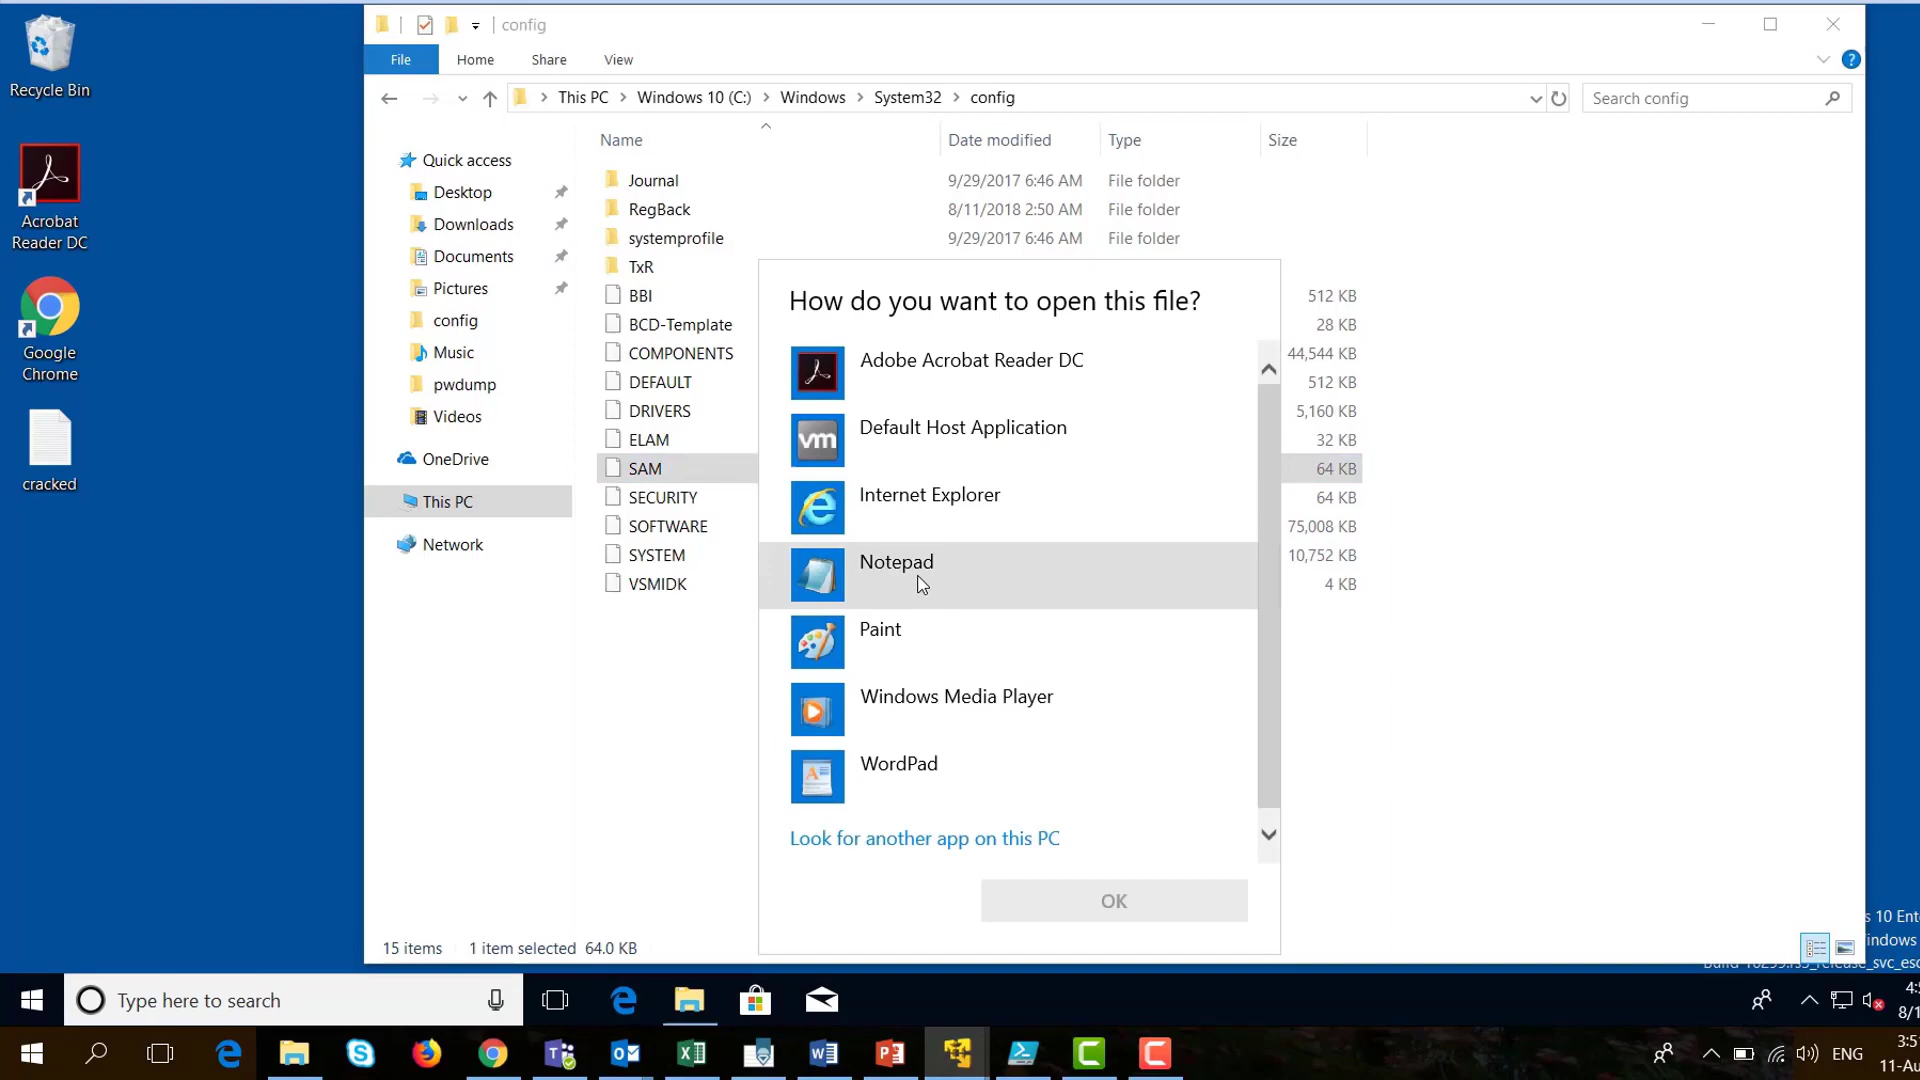 config
File Home Share View
This PC Windows 10 (C:) Windows System32 config
Search config
Name Date modified Type Size
Journal 9/29/2017 6:46 AM File folder
RegBack 8/11/2018 2:50 AM File folder
systemprofile 9/29/2017 6:46 AM File folder
TxR
BBI 512 KB
BCD-Template 28 KB
COMPONENTS 44,544 KB
DEFAULT 512 KB
DRIVERS 5,160 KB
ELAM 32 KB
SAM 64 KB
SECURITY 64 KB
SOFTWARE 75,008 KB
SYSTEM 10,752 KB
VSMIDK 4 KB
Quick access
Desktop
Downloads
Documents
Pictures
config
Music
pwdump
Videos
OneDrive
This PC
Network
How do you want to open this file?
Adobe Acrobat Reader DC
vm Default Host Application
Internet Explorer
Notepad
Paint
Windows Media Player
WordPad
Look for another app on this PC
OK
15 items 1 item selected 64.0 KB
Recycle Bin
Acrobat
Reader DC
Google
Chrome
cracked
s 10 Ent
indows
Type here to search
ENG
3:5
11-Au